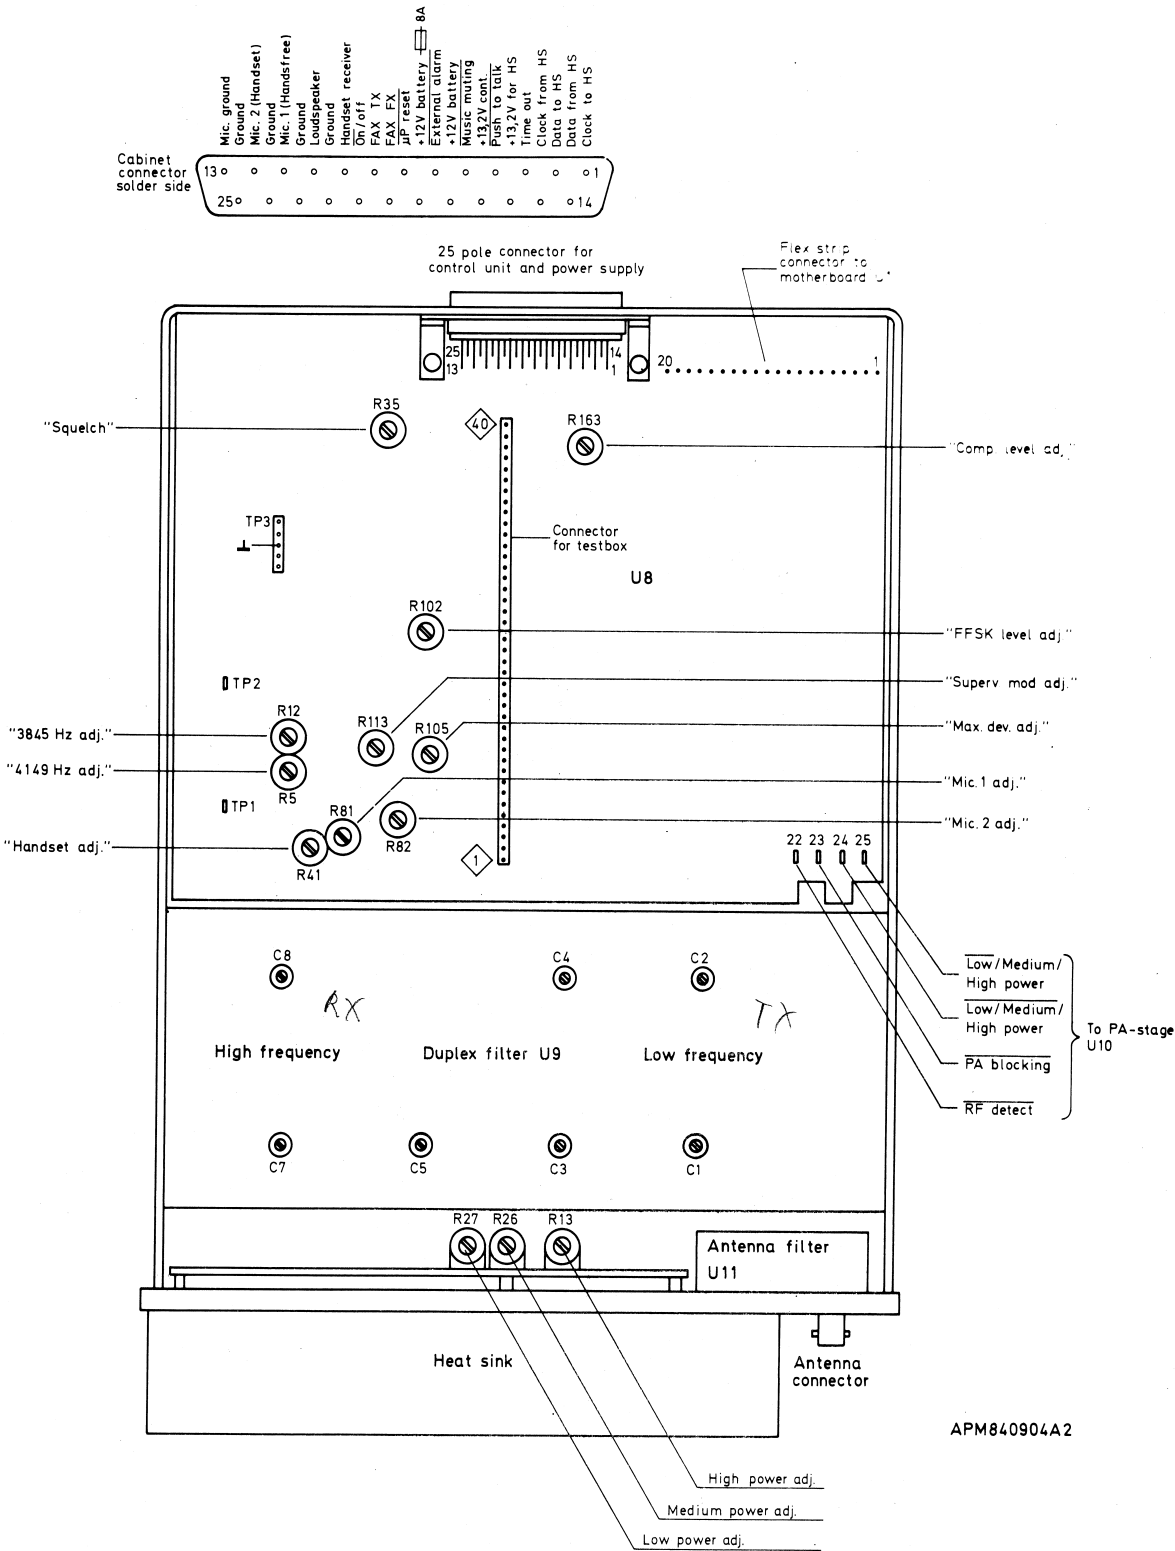 Mic. ground
Ground
Mic. 2 (Handset)
Ground
Mic. 1 (Handsfree)
Ground
Loudspeaker
Ground
Handset receiver
On/off
FAX TX
FAX FX
µP reset
+12V battery 8A
External alarm
+12V battery
Music muting
+13,2V cont.
Push to talk
+13,2V for HS
Time out
Clock from HS
Data to HS
Data from HS
Clock to HS
Cabinet
connector
solder side
13
1
25
14
25 pole connector for
control unit and power supply
Flex strip
connector to
motherboard
25
13
14
1
20
1
R35
"Squelch"
40
R163
"Comp. level adj
TP3
Connector
for testbox
U8
R102
"FFSK level adj."
TP2
"Superv mod adj."
R12
R113
R105
"Max. dev. adj."
"3845 Hz adj."
"4149 Hz adj."
R5
"Mic. 1 adj."
TP1
R81
R82
"Mic. 2 adj."
"Handset adj."
R41
1
22 23 24 25
C8
C4
C2
RX
TX
Low/Medium/
High power
Low/Medium/
High power
To PA-stage
U10
PA blocking
RF detect
High frequency
Duplex filter U9
Low frequency
C7
C5
C3
C1
R27
R26
R13
Antenna filter
U11
Heat sink
Antenna
connector
APM840904A2
High power adj.
Medium power adj.
Low power adj.